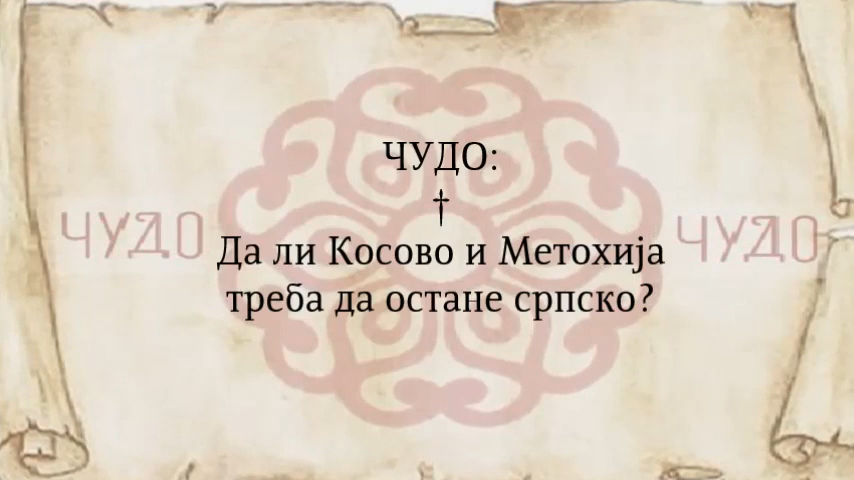 ЧУДО:
†
Да ли Косово и Метохија
треба да остане српско?
ЧУДО
ЧУДО